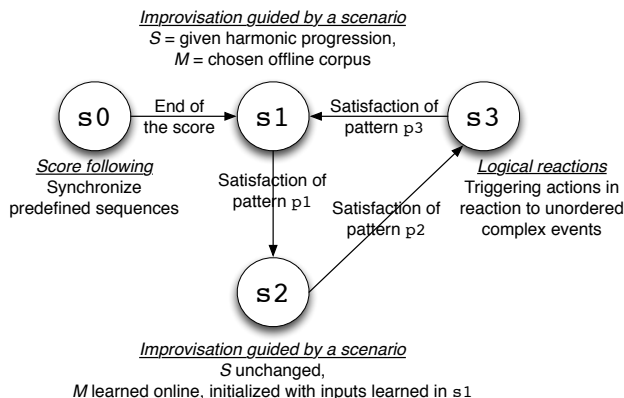 Improvisation guided by a scenario
S = given harmonic progression,
M = chosen offline corpus
s0
End of
the score
s1
Satisfaction of
pattern p3
s3
Score following
Synchronize
predefined sequences
Satisfaction of
pattern p1
Satisfaction of
pattern p2
Logical reactions
Triggering actions in
reaction to unordered
complex events
s2
Improvisation guided by a scenario
S unchanged,
M learned online, initialized with inputs learned in s1